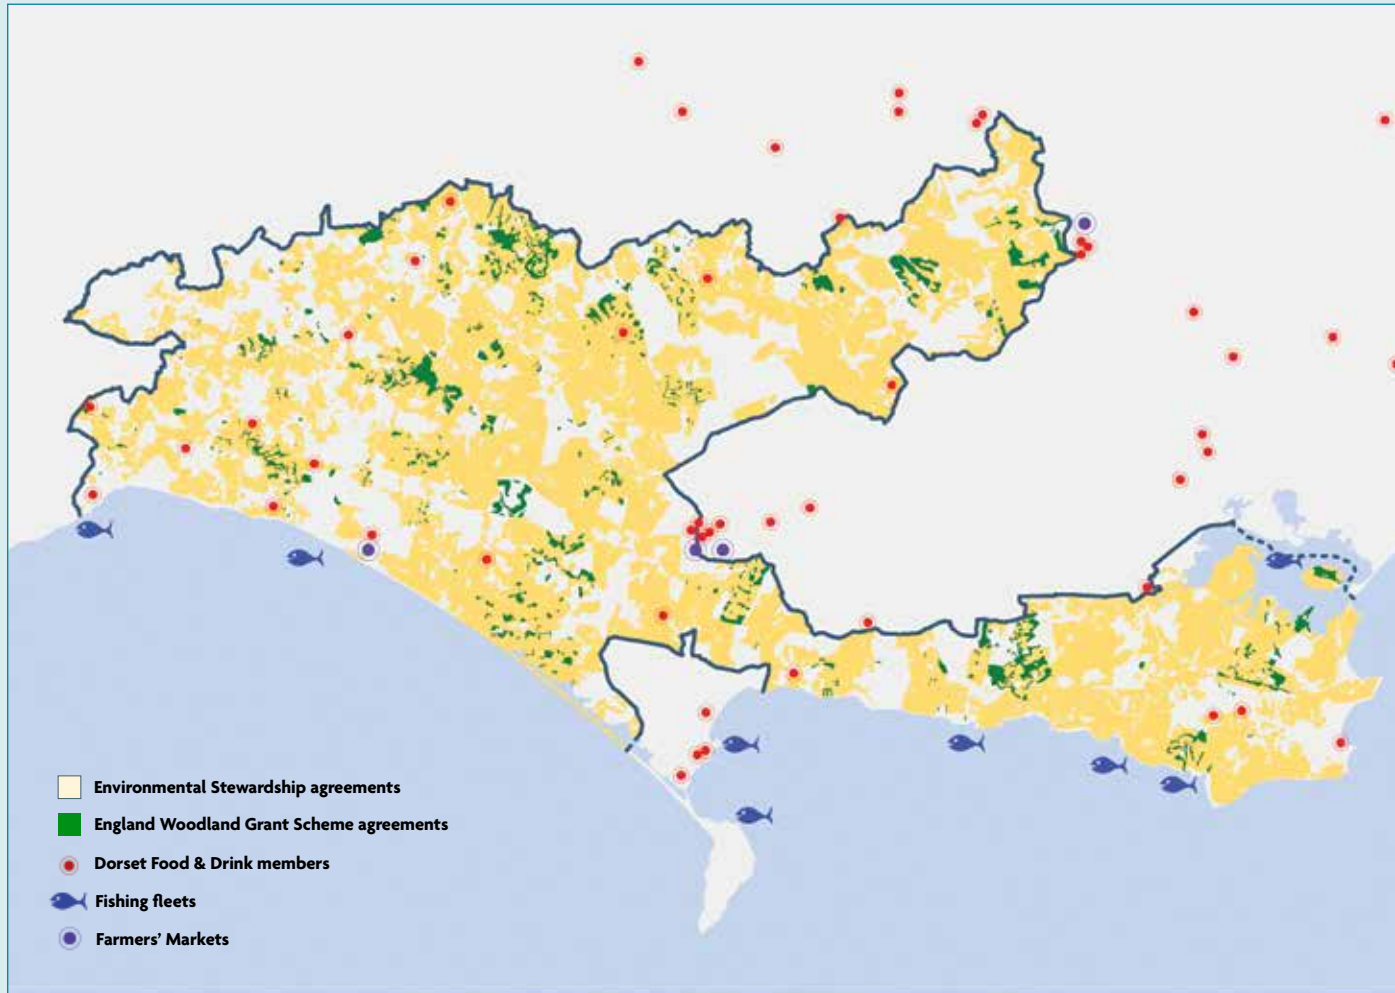 Environmental Stewardship agreements
England Woodland Grant Scheme agreements
Dorset Food & Drink members
Fishing fleets
Farmers’ Markets